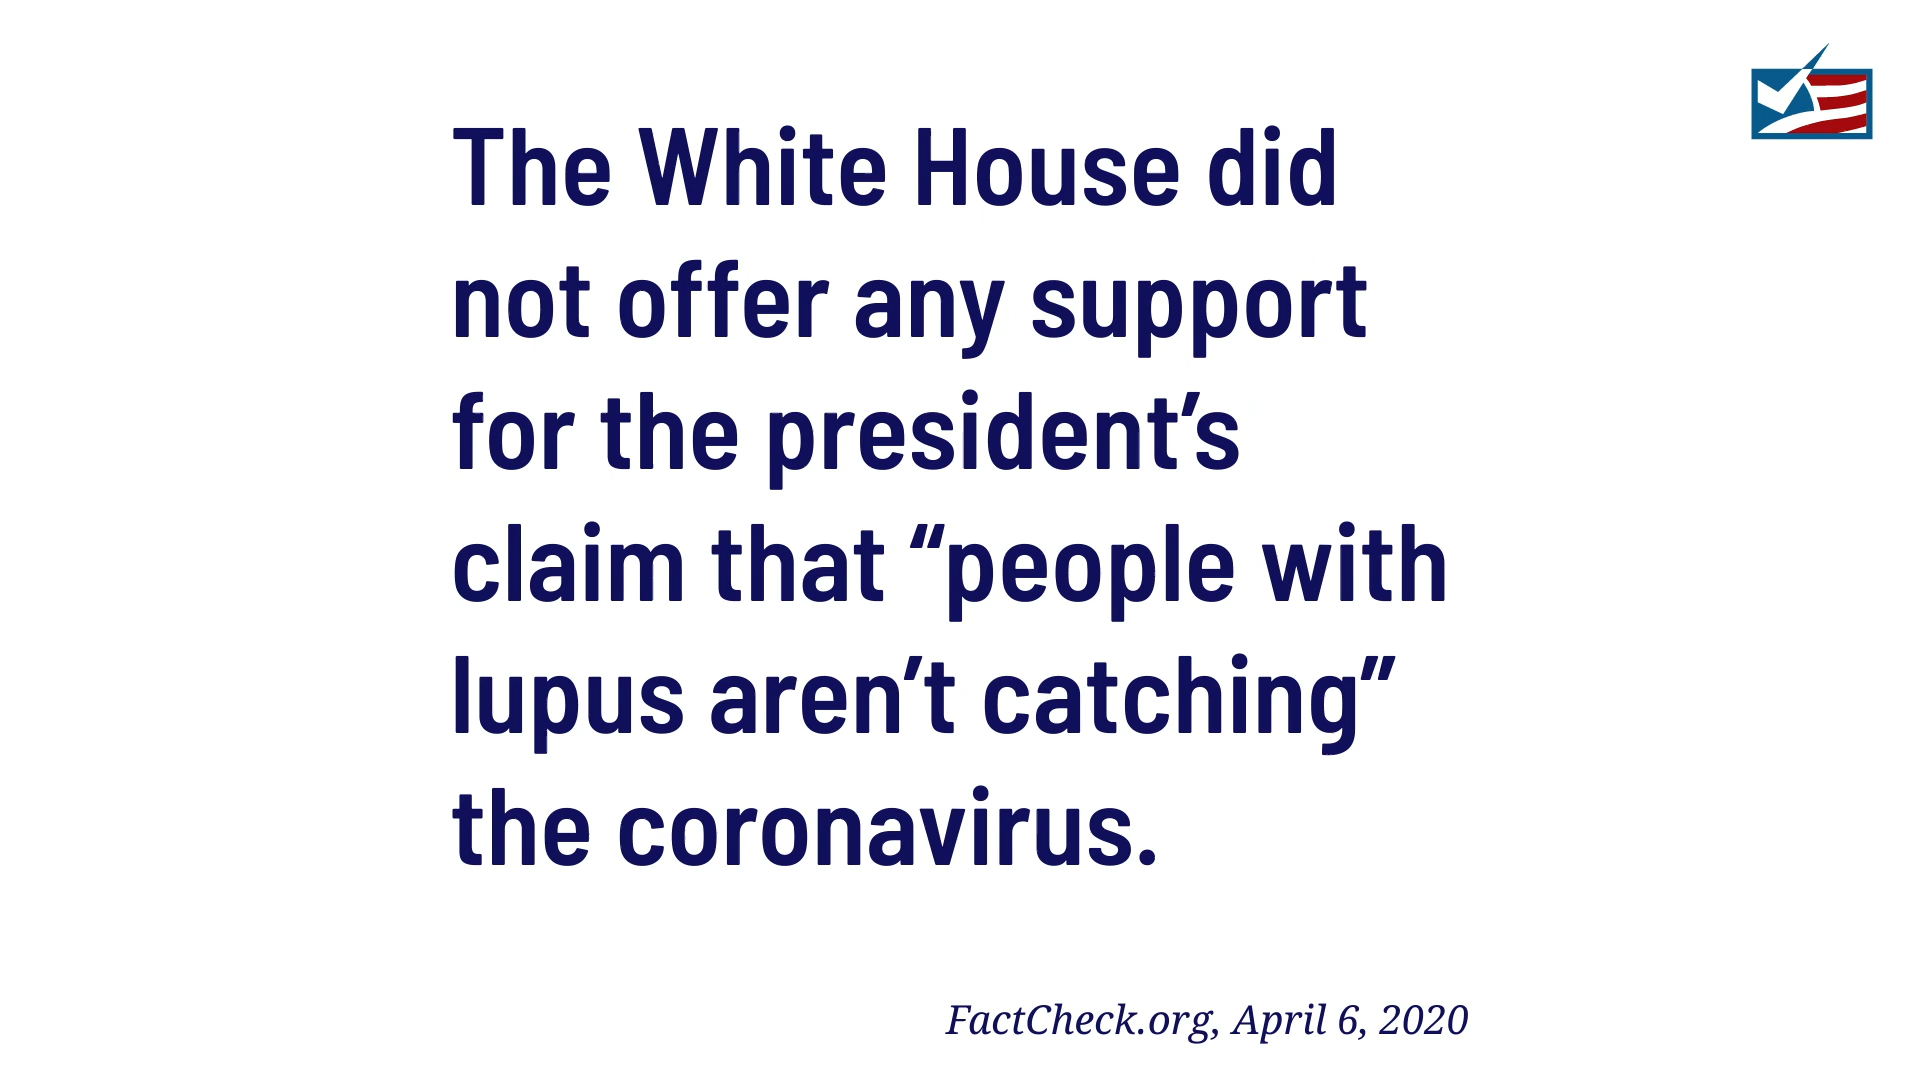 The White House did
not offer any support
for the president’s
claim that “people with
lupus aren’t catching”
the coronavirus.
FactCheck.org, April 6, 2020